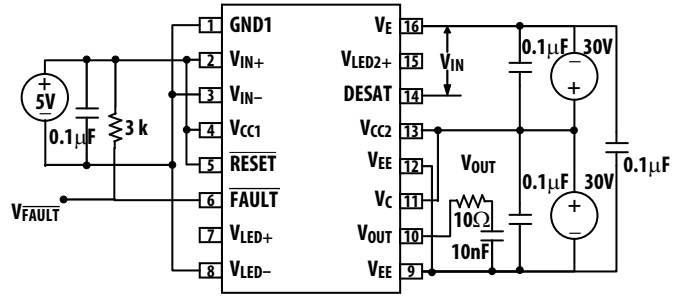 1 GND1
2 VIN+
3 VIN–
4 VCC1
5 RESET
6 FAULT
7 VLED+
8 VLED–
VE 16
VLED2+ 15
DESAT 14
VCC2 13
VEE 12
VC 11
VOUT 10
VEE 9
+
5V
–
0.1μF
3 k
VFAULT
VIN
0.1μF
30V
–
+
VOUT
0.1μF
30V
+
–
0.1μF
10Ω
10nF